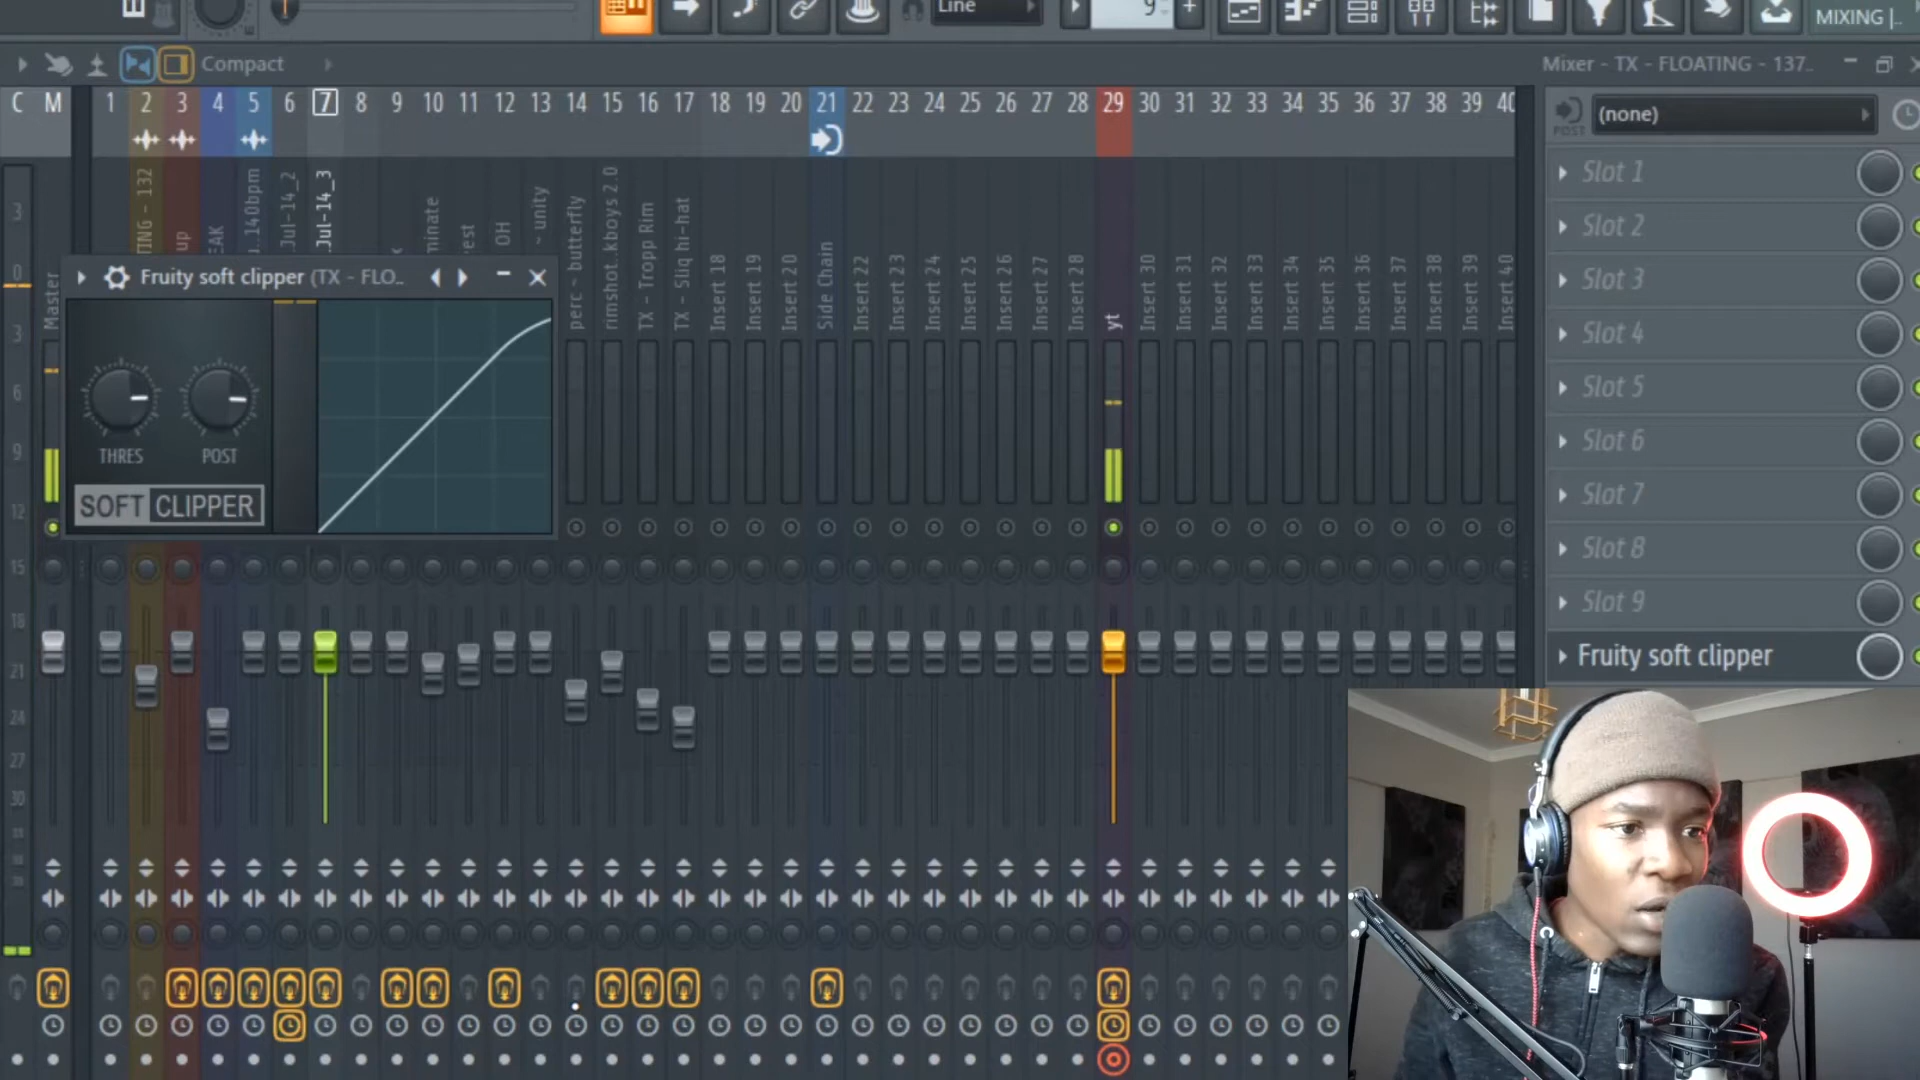 Line
9
MIXING |
Compact
Mixer - TX - FLOATING - 137..
C M 1 2 3 4 5 6 7 8 9 10 11 12 13 14 15 16 17 18 19 20 21 22 23 24 25 26 27 28 29 30 31 32 33 34 35 36 37 38 39 40
POST
(none)
Master
TING - 132
up
EAK
..140bpm
Jul-14_2
Jul-14_3
minate
est
OH
~ unity
perc ~ butterfly
rimshot..kboys 2.0
TX - Tropp Rim
TX - Sliq hi-hat
Insert 18
Insert 19
Insert 20
Side Chain
Insert 22
Insert 23
Insert 24
Insert 25
Insert 26
Insert 27
Insert 28
yt
Insert 30
Insert 31
Insert 32
Insert 33
Insert 34
Insert 35
Insert 36
Insert 37
Insert 38
Insert 39
Insert 40
Fruity soft clipper (TX - FLO..
THRES POST
SOFT CLIPPER
3
0
3
6
9
12
15
18
21
24
27
30
Slot 1
Slot 2
Slot 3
Slot 4
Slot 5
Slot 6
Slot 7
Slot 8
Slot 9
Fruity soft clipper